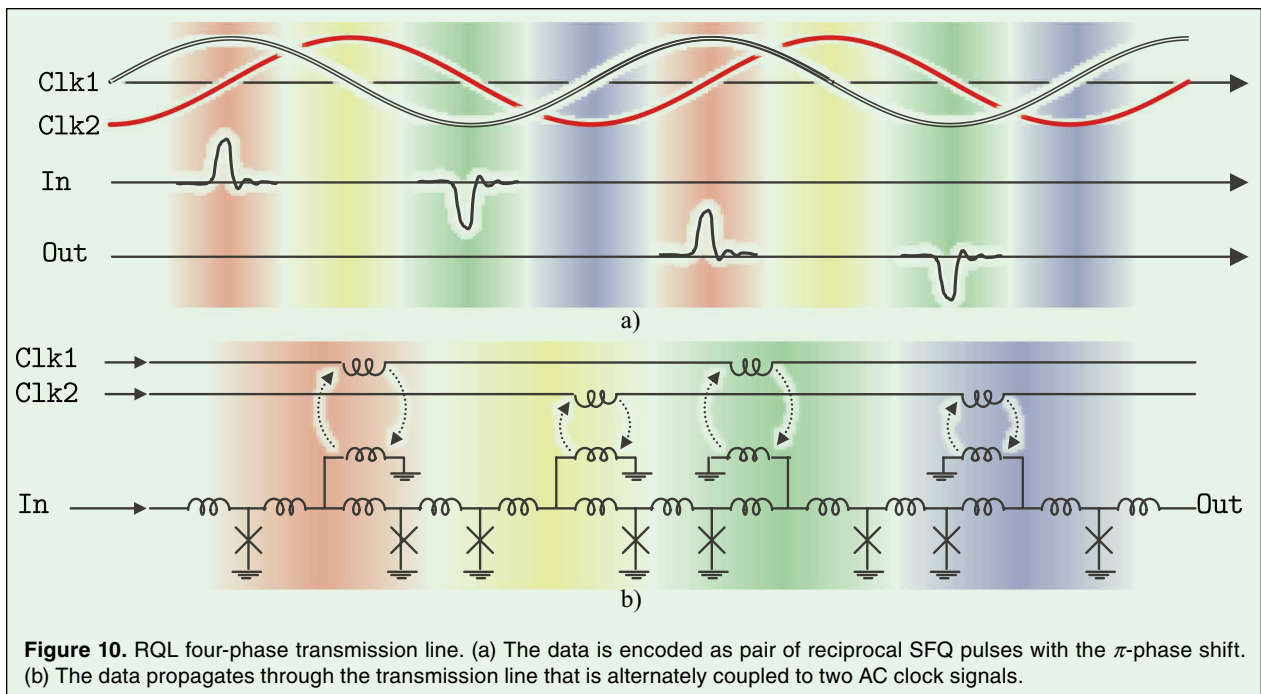 Clk1
Clk2
In
Out
a)
Clk1
Clk2
In
Out
b)
Figure 10. RQL four-phase transmission line. (a) The data is encoded as pair of reciprocal SFQ pulses with the π-phase shift.
(b) The data propagates through the transmission line that is alternately coupled to two AC clock signals.